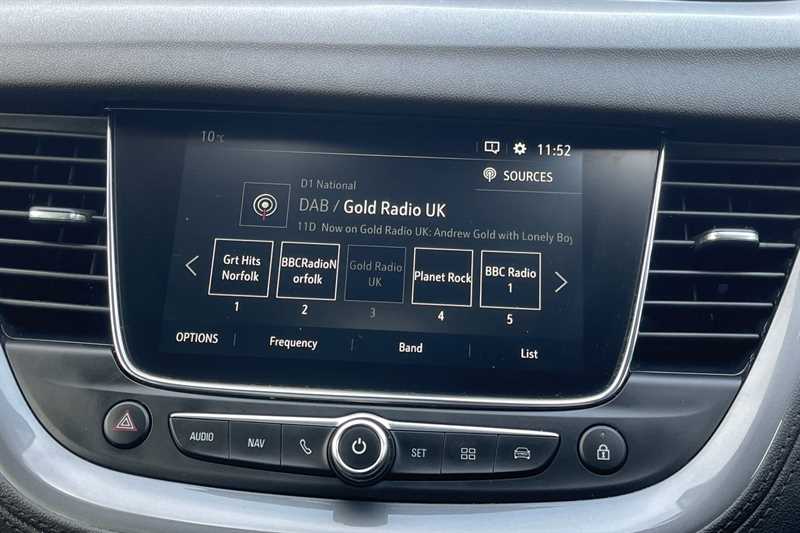 10 °C
11:52
SOURCES
D1 National
DAB / Gold Radio UK
11D Now on Gold Radio UK: Andrew Gold with Lonely Boy
Grt Hits
Norfolk
BBCRadioN
orfolk
Gold Radio
UK
Planet Rock
BBC Radio
1
1
2
3
4
5
OPTIONS
Frequency
Band
List
AUDIO
NAV
SET